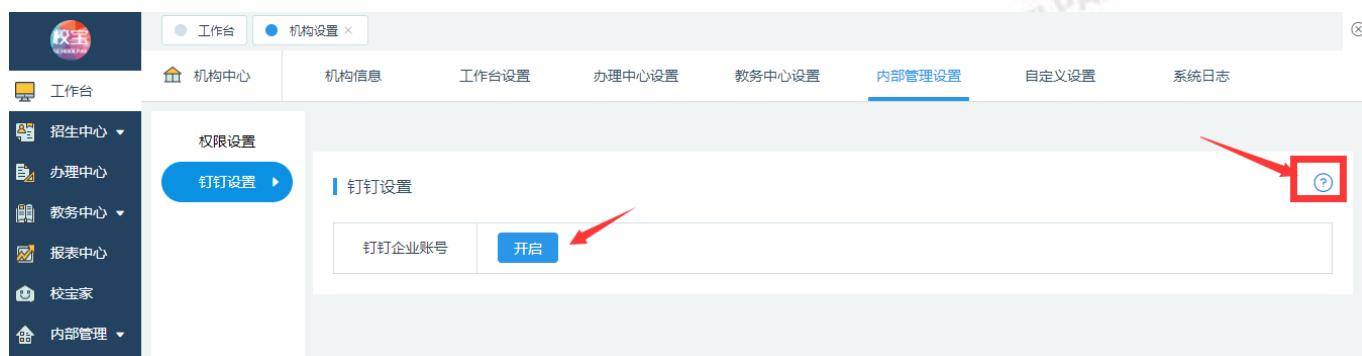 校宝
工作台
机构设置
机构中心
机构信息
工作台设置
办理中心设置
教务中心设置
内部管理设置
自定义设置
系统日志
工作台
招生中心
办理中心
教务中心
报表中心
校宝家
内部管理
权限设置
钉钉设置
钉钉设置
钉钉企业账号
开启